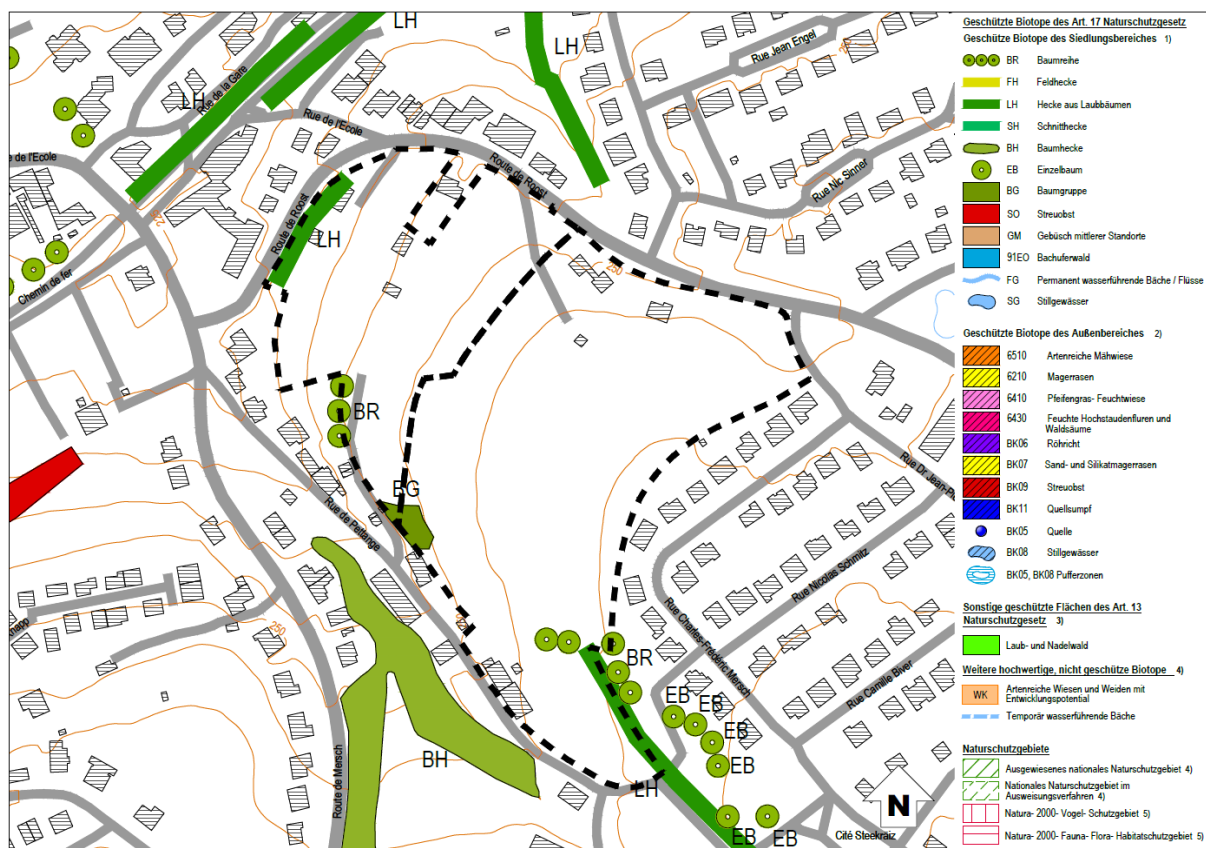 LH
LH
LH
Rue de la Gare
Rue Jean Engel
250
Rue de l'Ecole
e de l'Ecole
Route de Roost
Rue Nic Sinner
225
Route de Roost
LH
Chemin de fer
250
BR
Rue Dr Jean-Pi
BG
Rue de Pettange
Rue Nicolas Schmitz
Rue Charles-Frédéric Mersch
Knapp
250
BR
Rue Camille Biver
EB
EB
EB
EB
BH
Route de Mersch
LH
EB
EB
N
Cité Steekraiz
Geschützte Biotope des Art. 17 Naturschutzgesetz
Geschützte Biotope des Siedlungsbereiches 1)
BR Baumreihe
FH Feldhecke
LH Hecke aus Laubbäumen
SH Schnitthecke
BH Baumhecke
EB Einzelbaum
BG Baumgruppe
SO Streuobst
GM Gebüsch mittlerer Standorte
91EO Bachuferwald
FG Permanent wasserführende Bäche / Flüsse
SG Stillgewässer
Geschützte Biotope des Außenbereiches 2)
6510 Artenreiche Mähwiese
6210 Magerrasen
6410 Pfeifengras- Feuchtwiese
6430 Feuchte Hochstaudenfluren und
Waldsäume
BK06 Röhricht
BK07 Sand- und Silikatmagerrasen
BK09 Streuobst
BK11 Quellsumpf
BK05 Quelle
BK08 Stillgewässer
BK05, BK08 Pufferzonen
Sonstige geschützte Flächen des Art. 13
Naturschutzgesetz 3)
Laub- und Nadelwald
Weitere hochwertige, nicht geschütze Biotope 4)
WK Artenreiche Wiesen und Weiden mit
Entwicklungspotential
Temporär wasserführende Bäche
Naturschutzgebiete
Ausgewiesenes nationales Naturschutzgebiet 4)
Nationales Naturschutzgebiet im
Ausweisungsverfahren 4)
Natura- 2000- Vogel- Schutzgebiet 5)
Natura- 2000- Fauna- Flora- Habitatschutzgebiet 5)